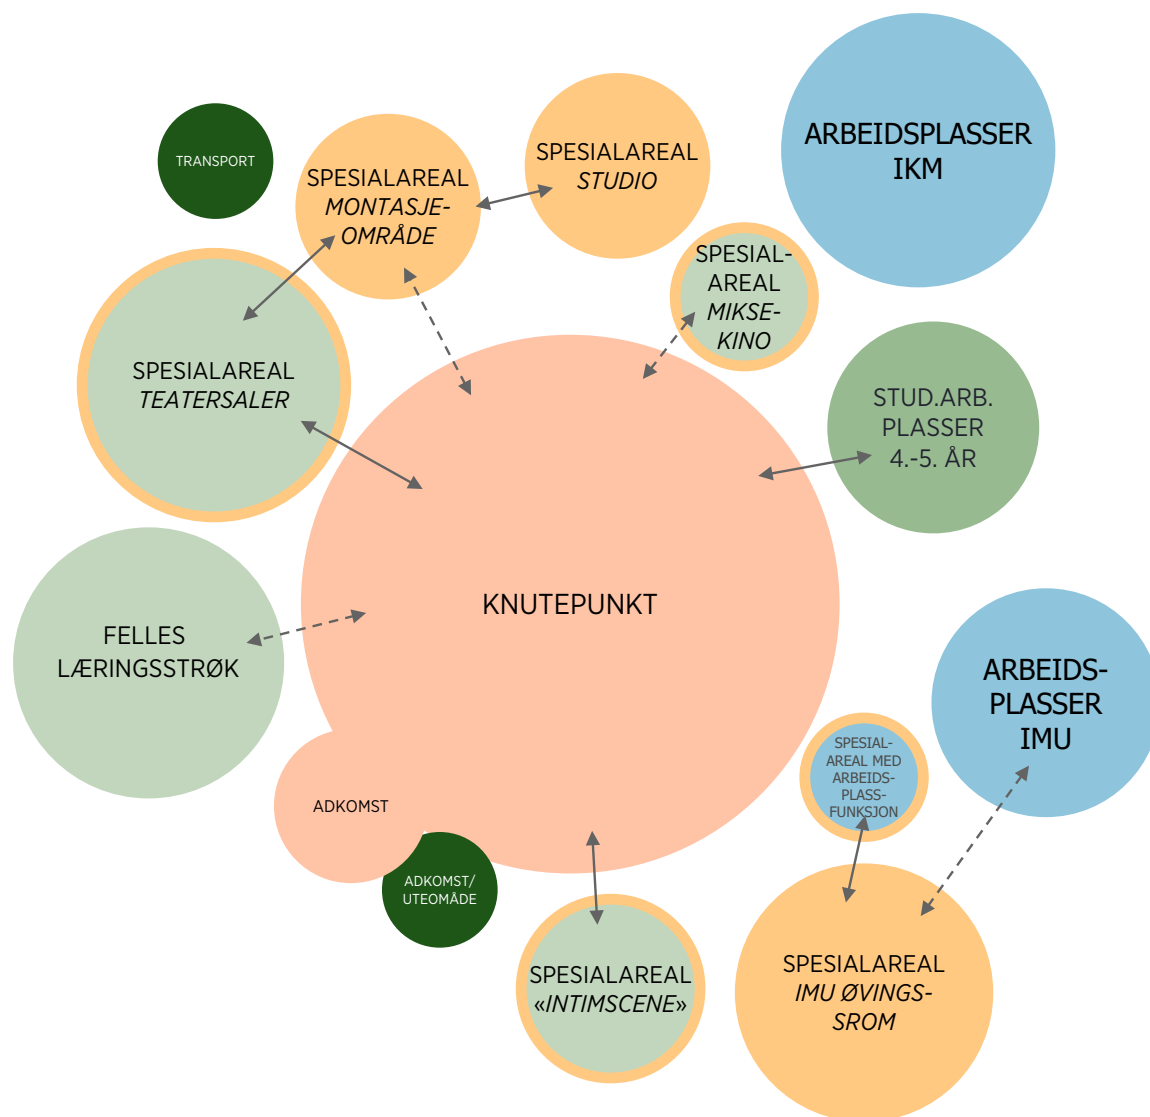 TRANSPORT
SPESIALAREAL
MONTASJE-
OMRÅDE
SPESIALAREAL
STUDIO
ARBEIDSPLASSER
IKM
SPESIAL-
AREAL
MIKSE-
KINO
SPESIALAREAL
TEATERSALER
STUD.ARB.
PLASSER
4.-5. ÅR
KNUTEPUNKT
FELLES
LÆRINGSSTRØK
ARBEIDS-
PLASSER
IMU
SPESIAL-
AREAL MED
ARBEIDS-
PLASS-
FUNKSJON
ADKOMST
ADKOMST/
UTEOMÅDE
SPESIALAREAL
«INTIMSCENE»
SPESIALAREAL
IMU ØVINGS-
SROM